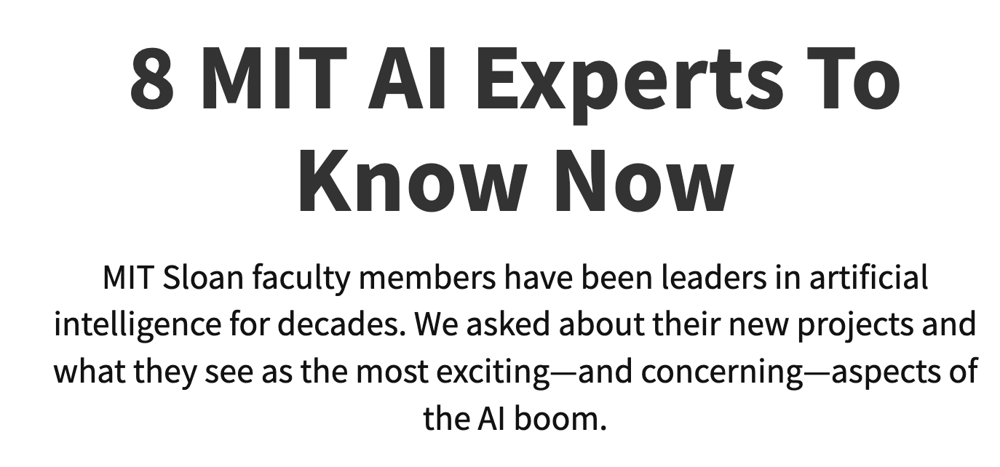 8 MIT AI Experts To
Know Now
MIT Sloan faculty members have been leaders in artificial
intelligence for decades. We asked about their new projects and
what they see as the most exciting—and concerning—aspects of
the AI boom.